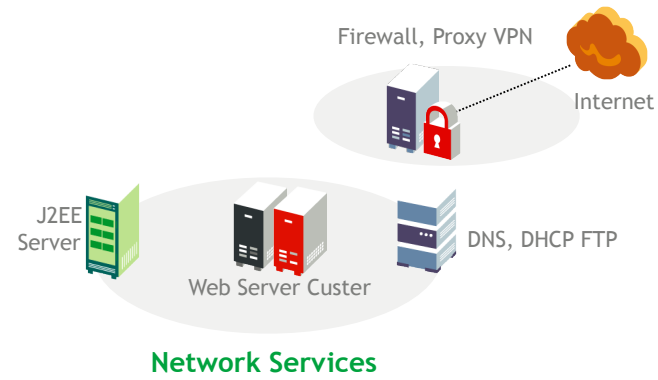 Firewall, Proxy VPN
Internet
J2EE
Server
DNS, DHCP FTP
Web Server Custer
Network Services